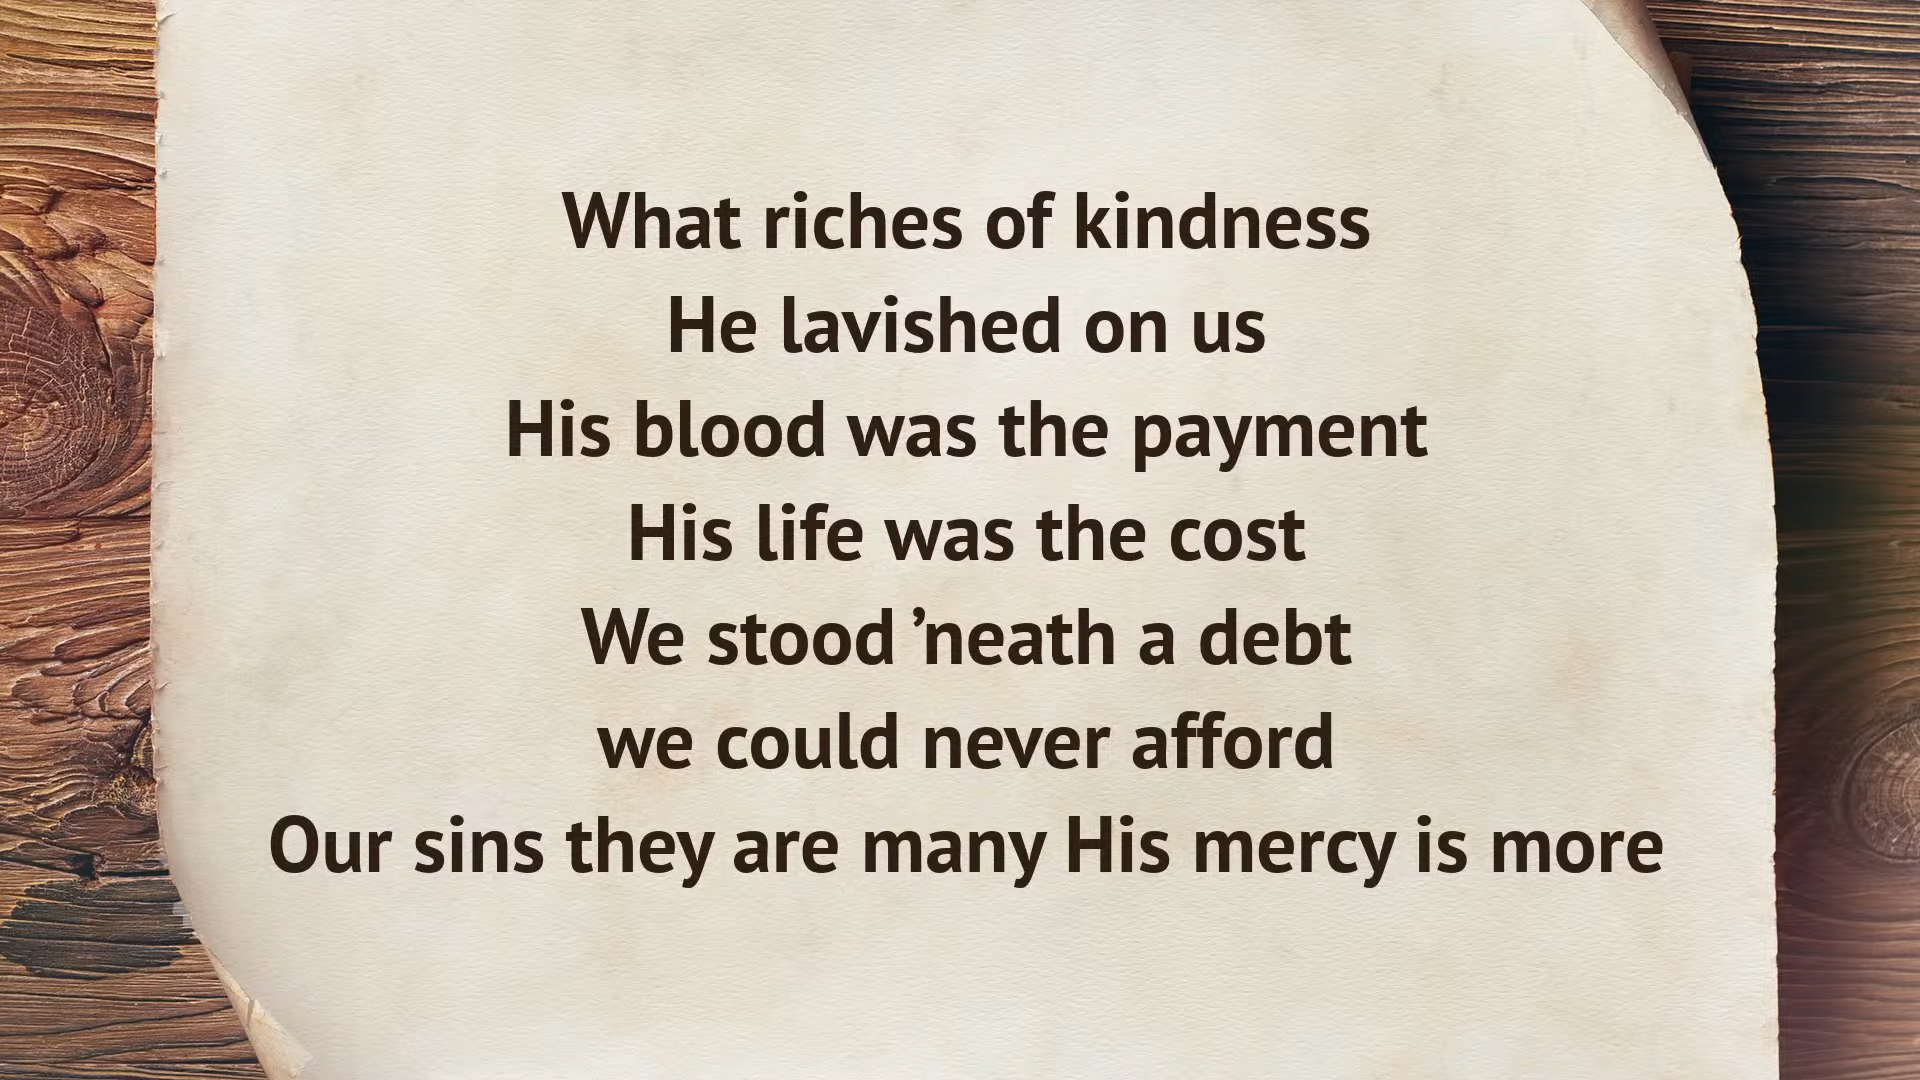 What riches of kindness
He lavished on us
His blood was the payment
His life was the cost
We stood ’neath a debt
we could never afford
Our sins they are many His mercy is more